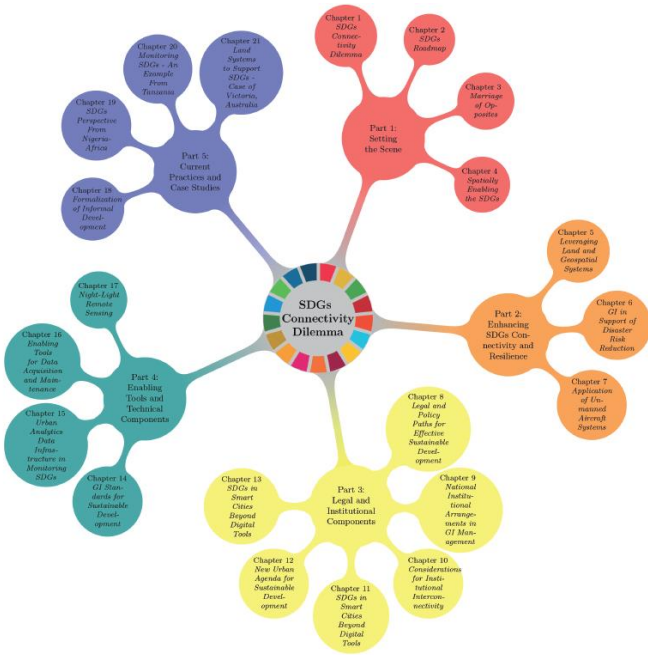 SDGs
Connectivity
Dilemma
Part 1:
Setting
the Scene
Chapter 1
SDGs
Connec-
tivity
Dilemma
Chapter 2
SDGs
Roadmap
Chapter 3
Marriage of Op-
posites
Chapter 4
Spatially
Enabling
the SDGs
Part 2:
Enhancing
SDGs Con-
nectivity and
Resilience
Chapter 5
Leveraging
Land and
Geospatial
Systems
Chapter 6
GI in
Support of
Disaster
Risk
Reduction
Chapter 7
Application
of Un-
manned
Aircraft
Systems
Part 3:
Legal and
Institutional
Components
Chapter 8
Legal and
Policy
Paths for
Effective
Sustainable
Devel-
opment
Chapter 9
National
Institu-
tional
Arrange-
ments in
GI Man-
agement
Chapter 10
Considerations
for Insti-
tutional
Intercon-
nectivity
Chapter 11
SDGs in
Smart
Cities
Beyond
Digital
Tools
Chapter 12
New Urban
Agenda for
Sustainable
Devel-
opment
Chapter 13
SDGs in
Smart
Cities
Beyond
Digital
Tools
Part 4:
Enabling
Tools and
Technical
Components
Chapter 14
GI Stan-
dards for
Sustainable
Devel-
opment
Chapter 15
Urban
Analytics
Data
Infras-
tructure in
Monitoring
SDGs
Chapter 16
Enabling
Tools
for Data
Acquisition
and Main-
tenance
Chapter 17
Night-Light
Remote
Sensing
Part 5:
Current
Practices and
Case Studies
Chapter 18
Formalization
of Informal
Devel-
opment
Chapter 19
SDGs
Perspective
From
Nigeria-
Africa
Chapter 20
Monitoring
SDGs - An
Example
From
Tanzania
Chapter 21
Land
Systems
to Support
SDGs -
Case of
Victoria,
Australia